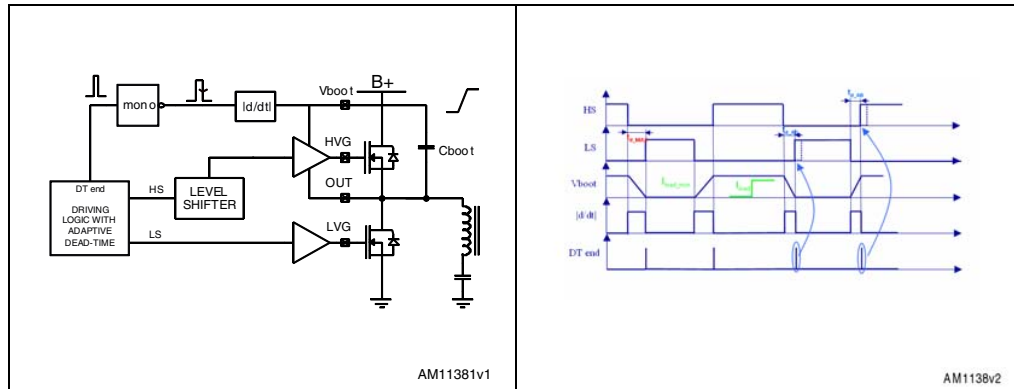 B+
Vboot
mono
|d/dt|
HVG
Cboot
OUT
DT end
HS
LEVEL
SHIFTER
DRIVING
LOGIC WITH
ADAPTIVE
DEAD-TIME
LS
LVG
AM11381v1
HS
LS
Vboot
|d/dt|
DT end
AM1138v2